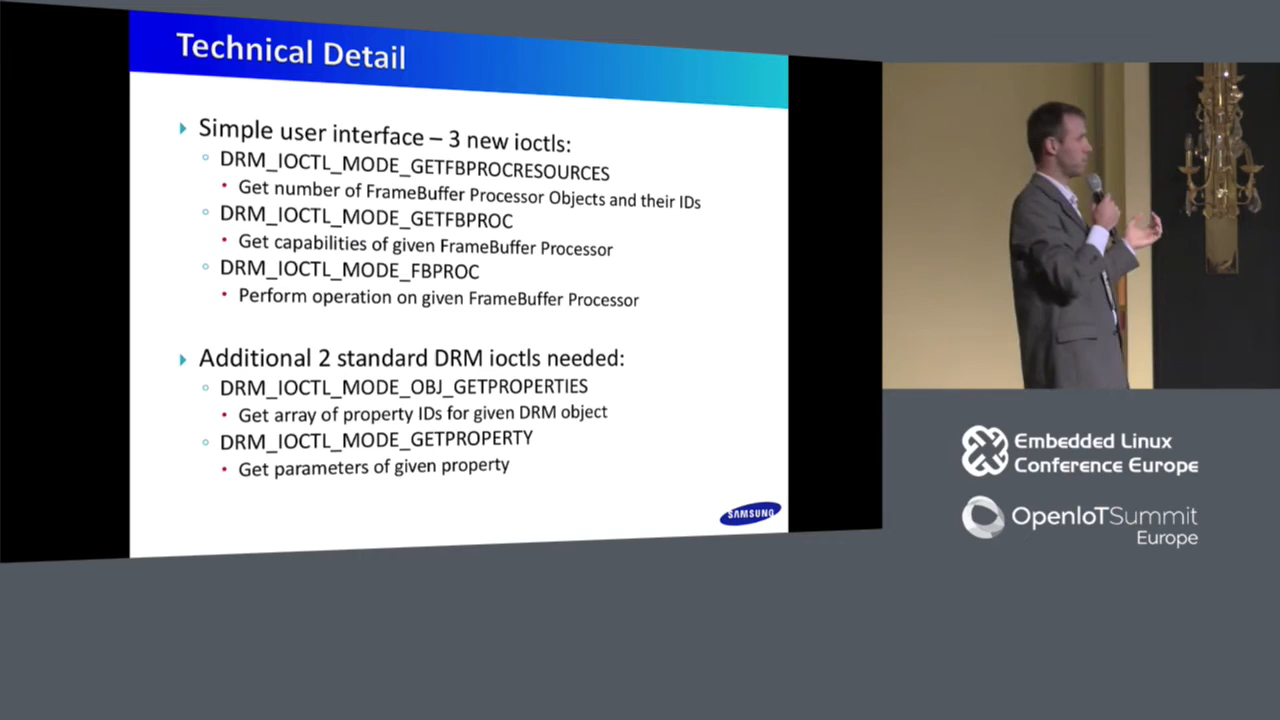 Technical Detail
Simple user interface – 3 new ioctls:
DRM_IOCTL_MODE_GETFBPROCRESOURCES
Get number of FrameBuffer Processor Objects and their IDs
DRM_IOCTL_MODE_GETFBPROC
Get capabilities of given FrameBuffer Processor
DRM_IOCTL_MODE_FBPROC
Perform operation on given FrameBuffer Processor
Additional 2 standard DRM ioctls needed:
DRM_IOCTL_MODE_OBJ_GETPROPERTIES
Get array of property IDs for given DRM object
DRM_IOCTL_MODE_GETPROPERTY
Get parameters of given property
SAMSUNG
Embedded Linux
Conference Europe
OpenIoTSummit
Europe